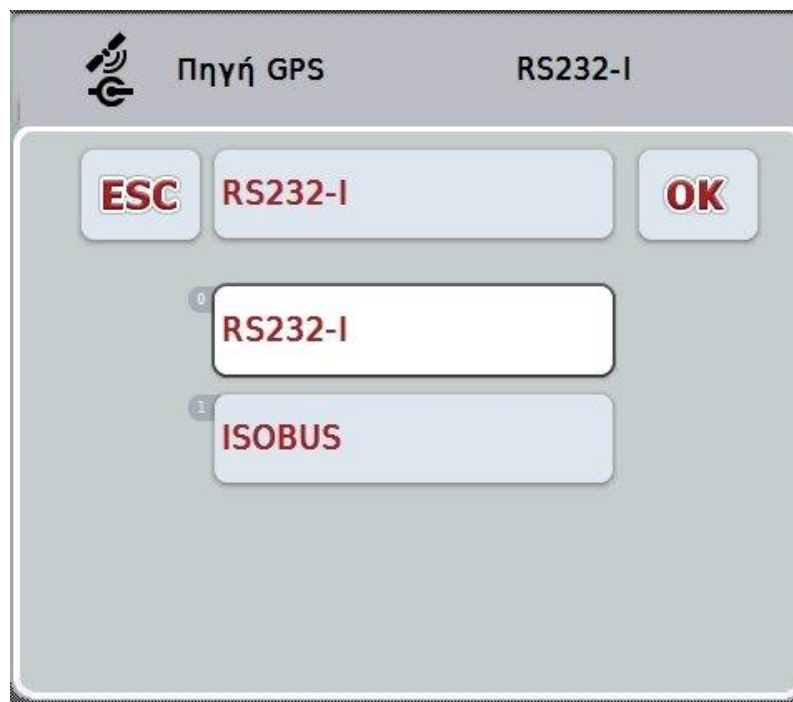 Πηγή GPS RS232-I
ESC RS232-I OK
0
RS232-I
1
ISOBUS